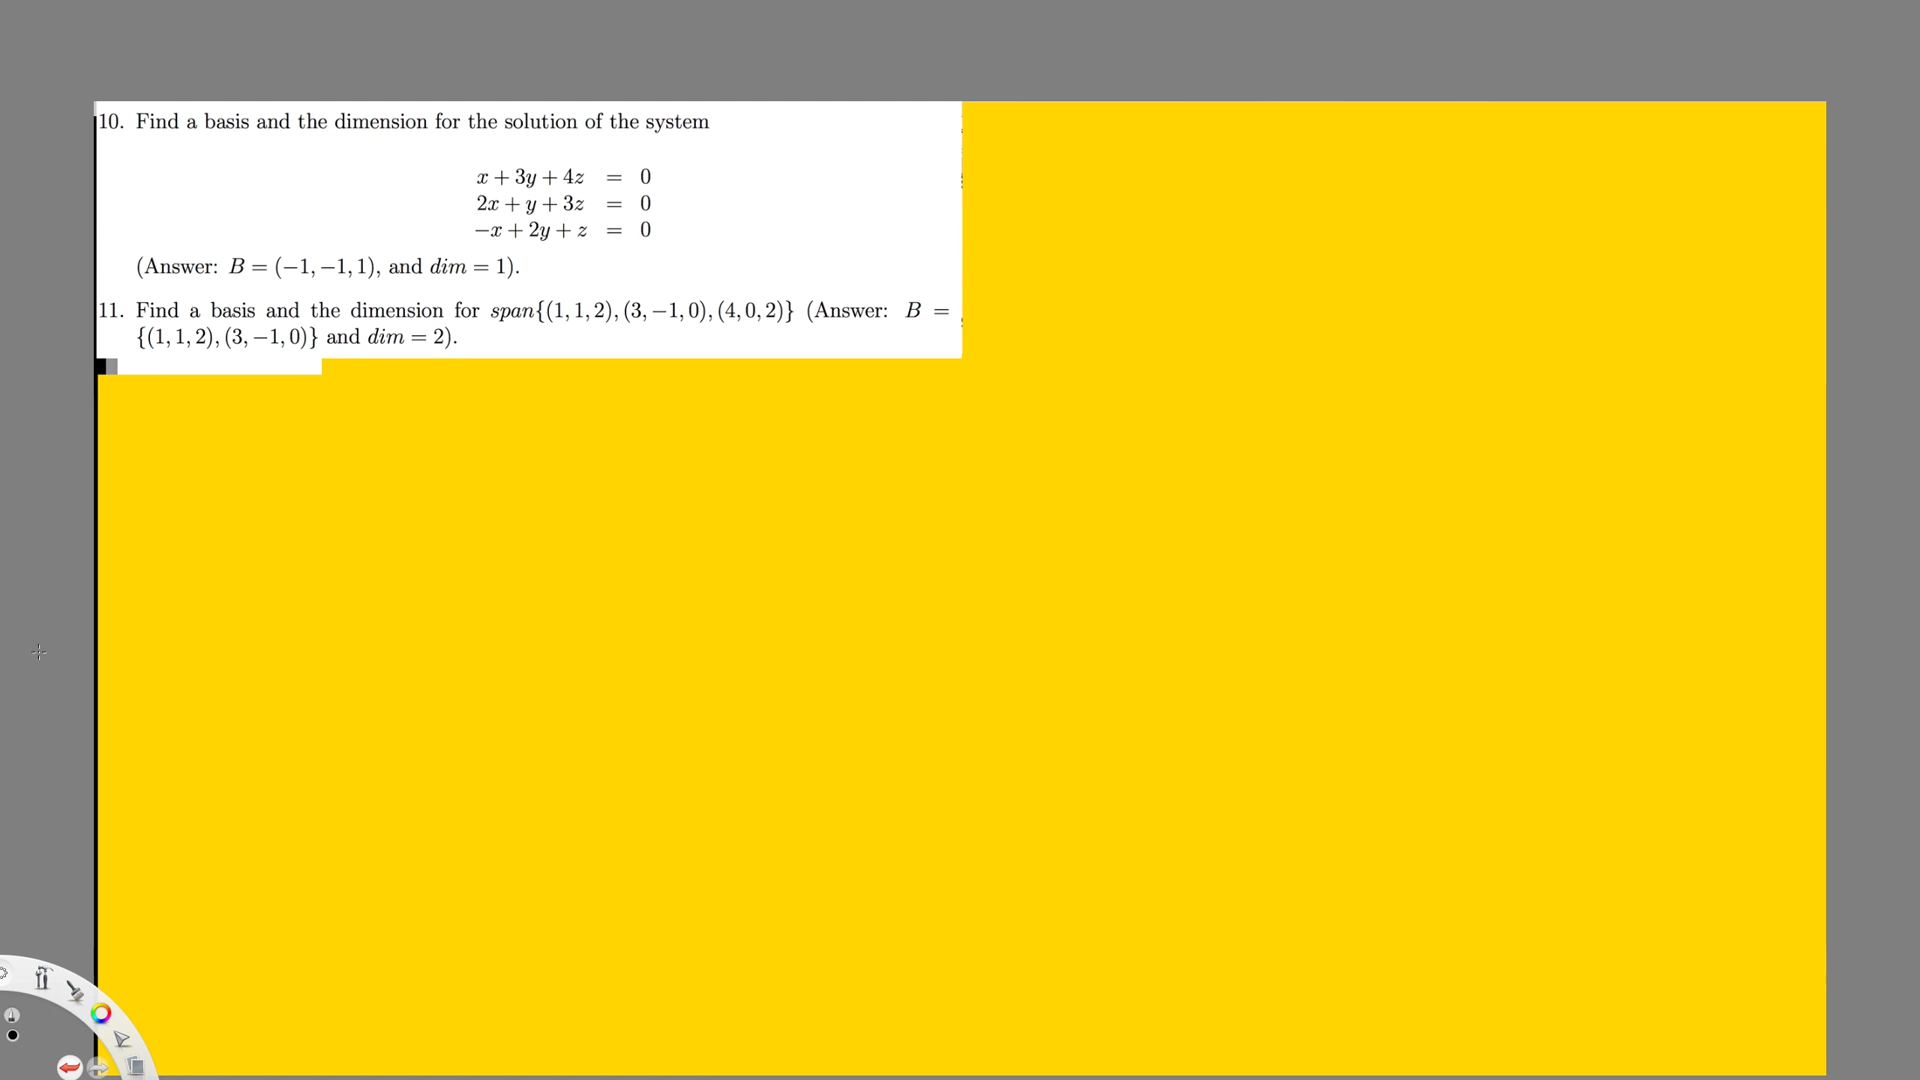 10. Find a basis and the dimension for the solution of the system
x + 3y + 4z = 0
2x + y + 3z = 0
−x + 2y + z = 0
(Answer: B = (−1, −1, 1), and dim = 1).
11. Find a basis and the dimension for span{(1, 1, 2), (3, −1, 0), (4, 0, 2)} (Answer: B =
{(1, 1, 2), (3, −1, 0)} and dim = 2).